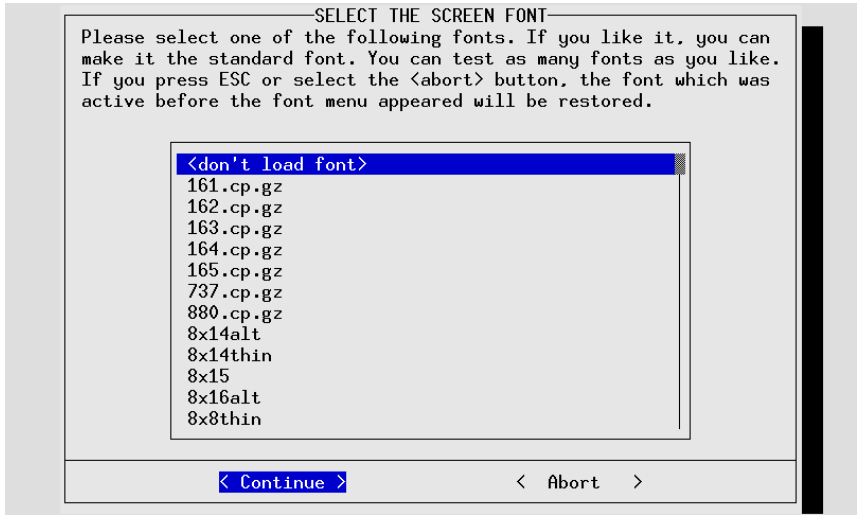 SELECT THE SCREEN FONT
Please select one of the following fonts. If you like it, you can
make it the standard font. You can test as many fonts as you like.
If you press ESC or select the <abort> button, the font which was
active before the font menu appeared will be restored.
<don't load font>
161.cp.gz
162.cp.gz
163.cp.gz
164.cp.gz
165.cp.gz
737.cp.gz
880.cp.gz
8x14alt
8x14thin
8x15
8x16alt
8x8thin
< Continue > < Abort >